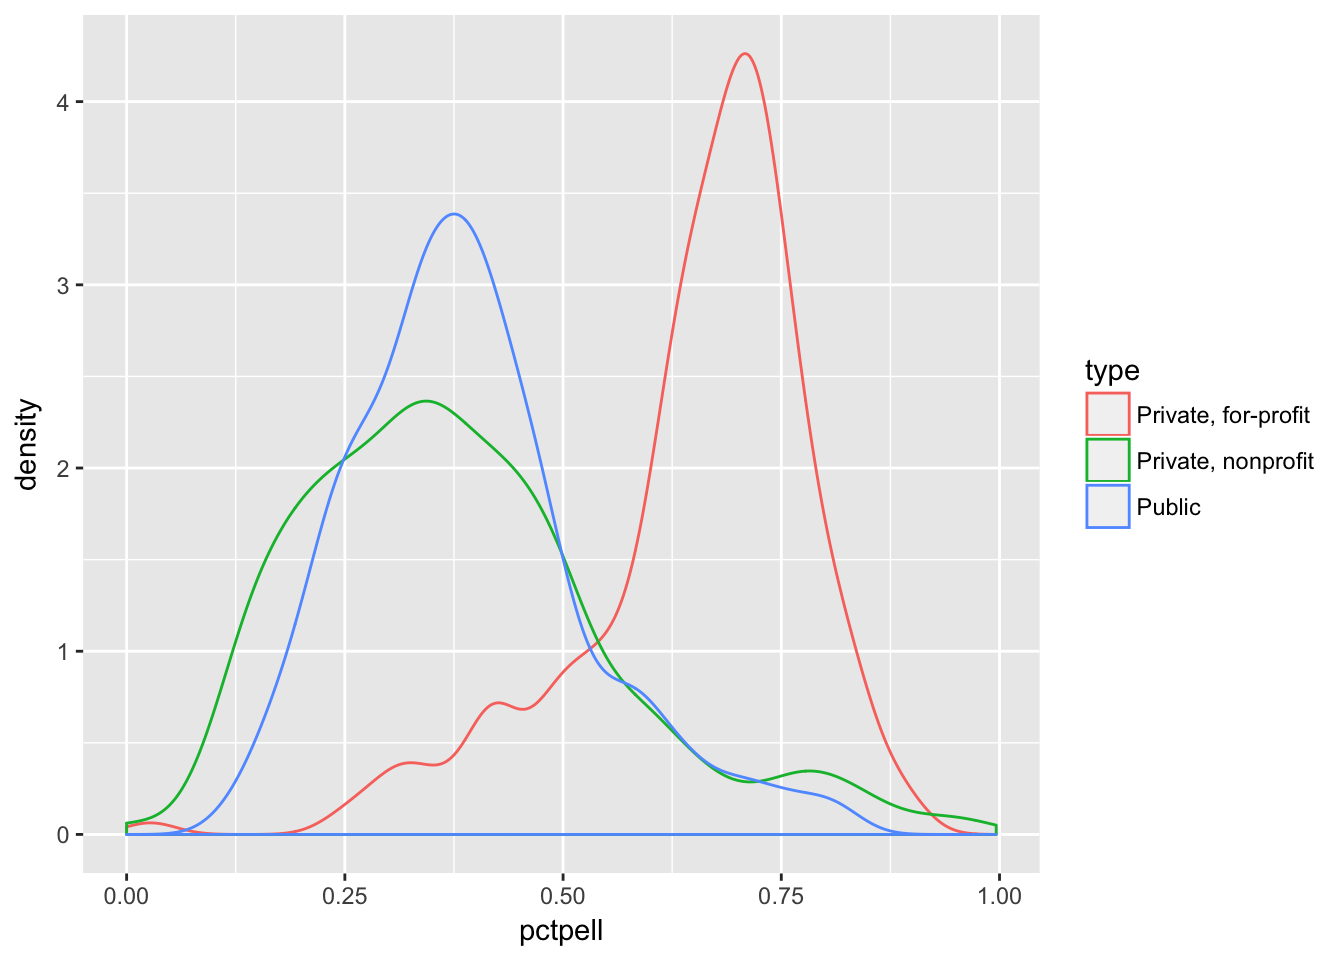 4
3
2
1
0
density
0.00 0.25 0.50 0.75 1.00
pctpell
type
Private, for-profit
Private, nonprofit
Public